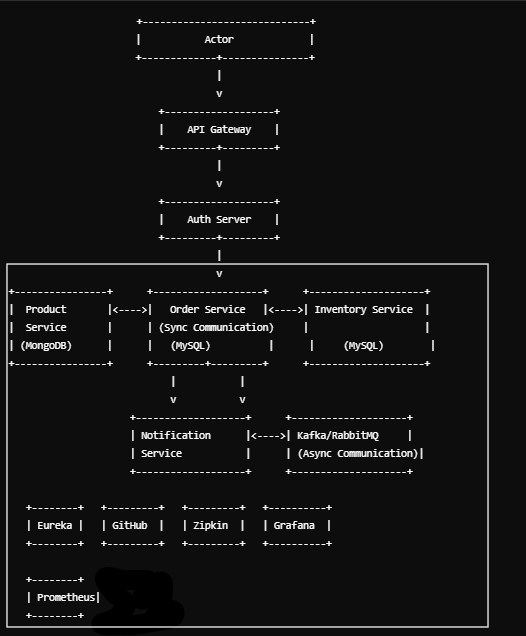 Actor
API Gateway
Auth Server
Product Order Service Inventory Service
Service (Sync Communication)
(MongoDB) (MySQL) (MySQL)
Notification Kafka/RabbitMQ
Service (Async Communication)
Eureka GitHub Zipkin Grafana
Prometheus